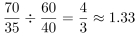 70/35 ÷ 60/40 = 4/3 ≈ 1.33